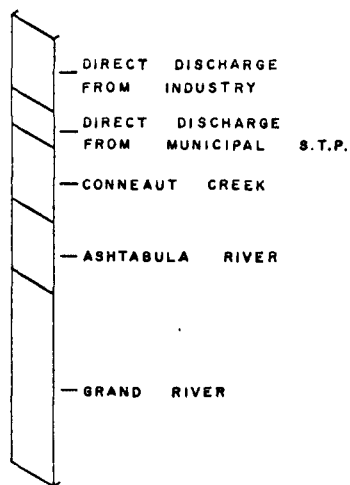 DIRECT DISCHARGE
FROM INDUSTRY
DIRECT DISCHARGE
FROM MUNICIPAL S.T.P.
CONNEAUT CREEK
ASHTABULA RIVER
GRAND RIVER